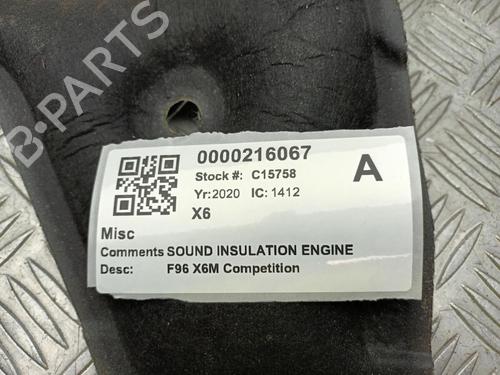 B-PARTS
0000216067
Stock #: C15758
A
Yr:2020 IC: 1412
X6
Misc
Comments SOUND INSULATION ENGINE
Desc: F96 X6M Competition